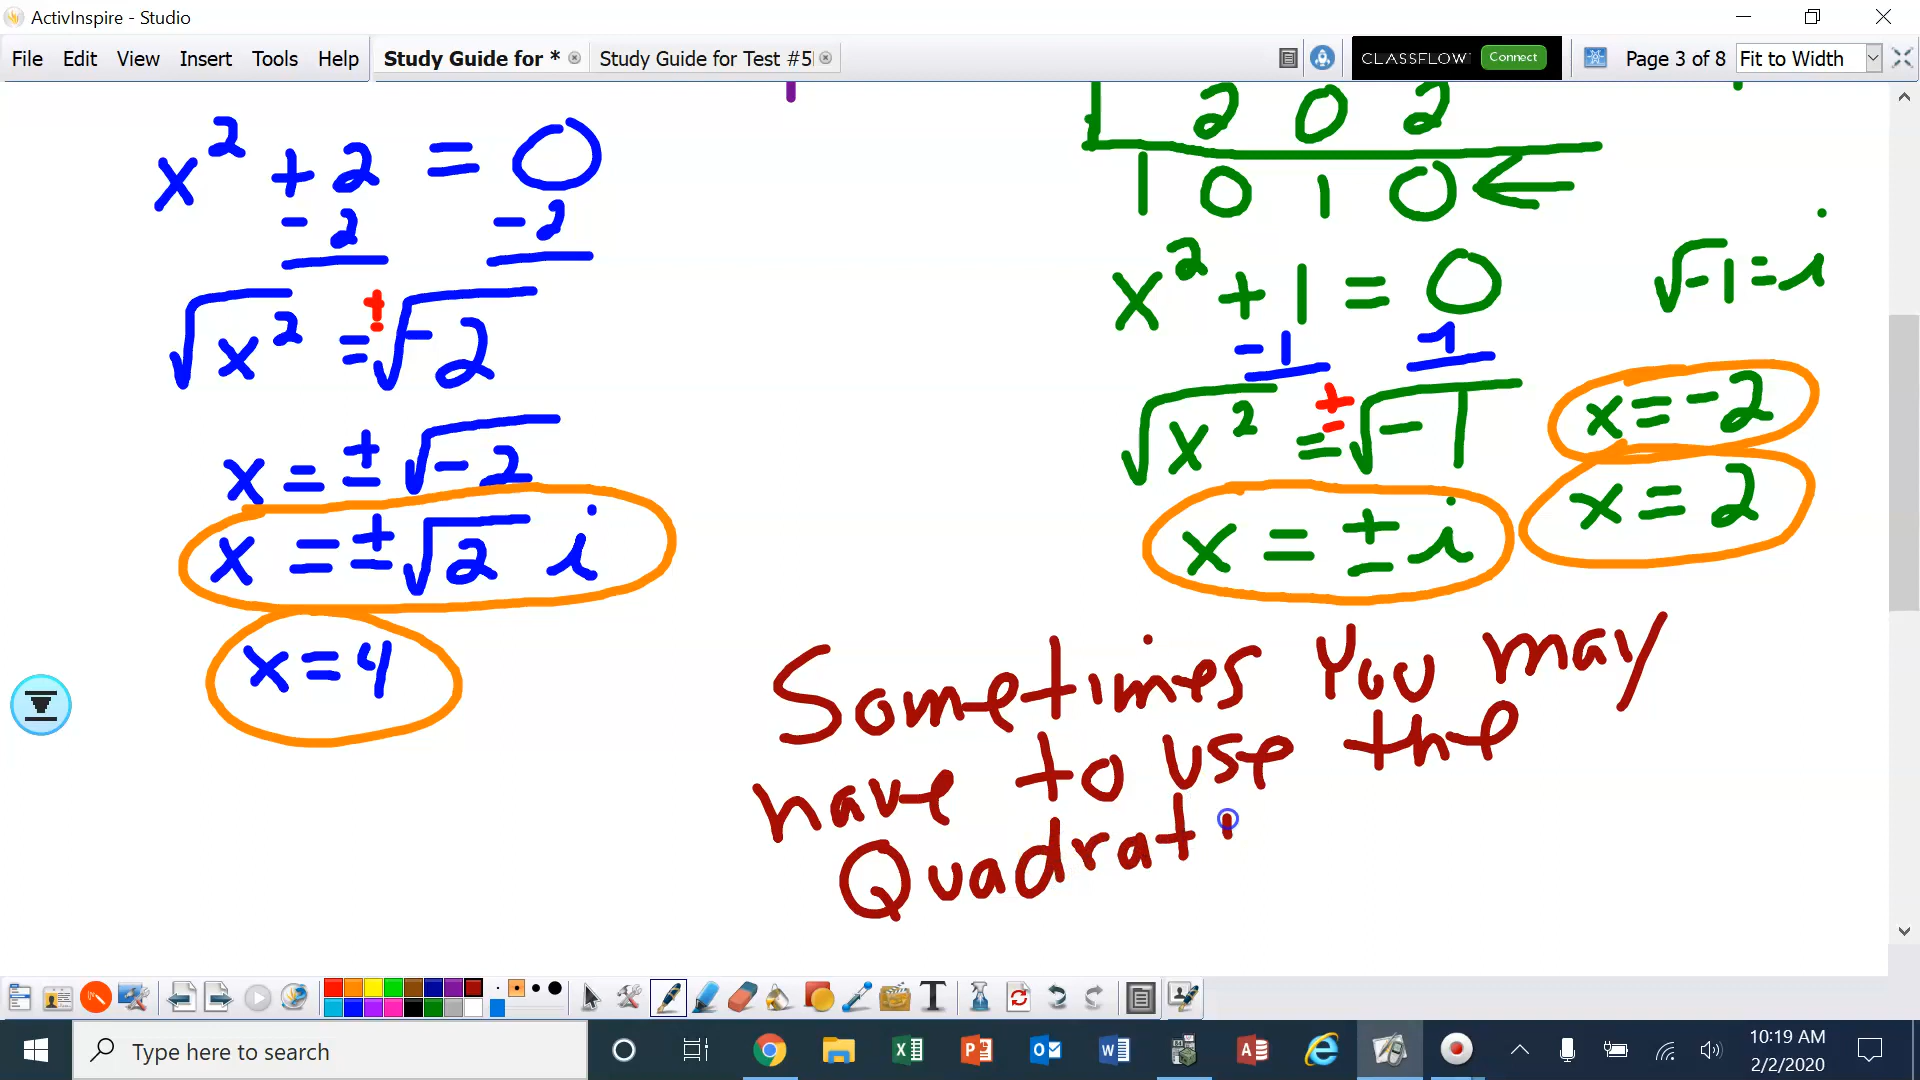 ActivInspire - Studio
File Edit View Insert Tools Help Study Guide for * Study Guide for Test #5 CLASSFLOW Connect Page 3 of 8 Fit to Width
x² + 2 = 0
- 2 - 2
√x² = ± √-2
x = ± √-2
x = ± √2 i
x = 4
2 0 2
1 0 1 0 ←
x² + 1 = 0
-1 -1
√x² = ± √-1
x = ± i
√-1 = i
x = -2
x = 2
Sometimes you may
have to use the
Quadrati
T
Type here to search
10:19 AM
2/2/2020